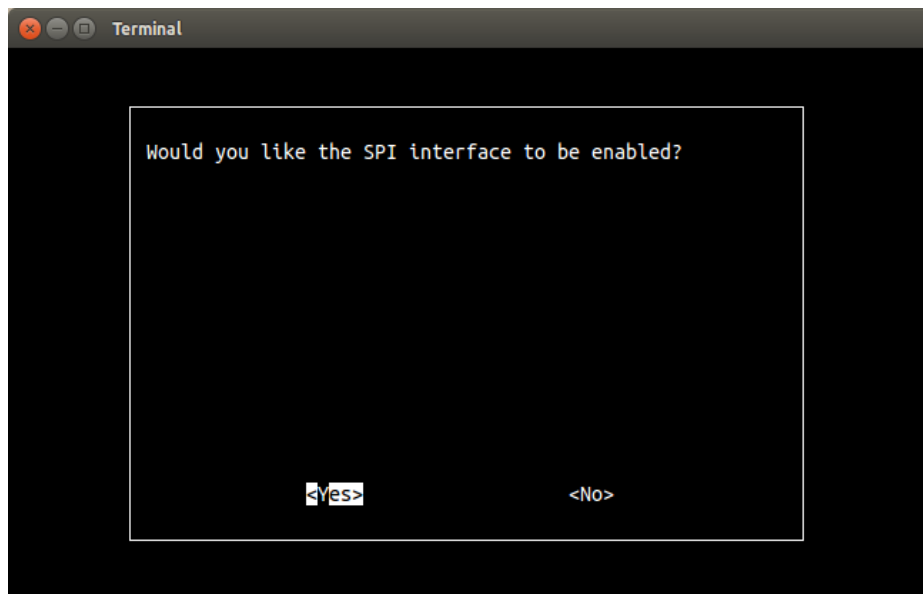 Terminal
Would you like the SPI interface to be enabled?
<Yes> <No>